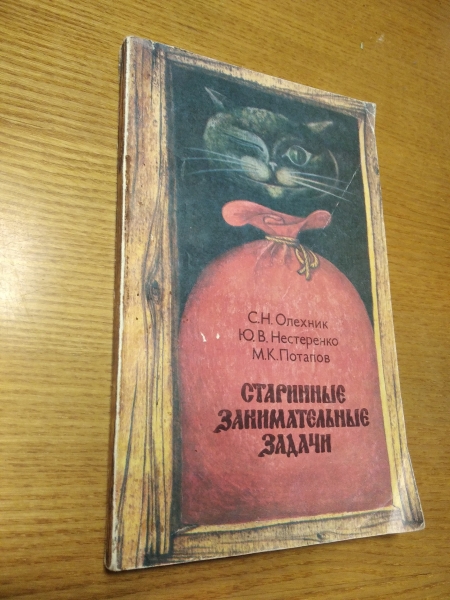 С.Н. Олехник
Ю.В. Нестеренко
М.К. Потапов
СТАРИННЫЕ
ЗАНИМАТЕЛЬНЫЕ
ЗАДАЧИ